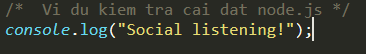 /*  Vi du kiem tra cai dat node.js */
console.log("Social listening!");